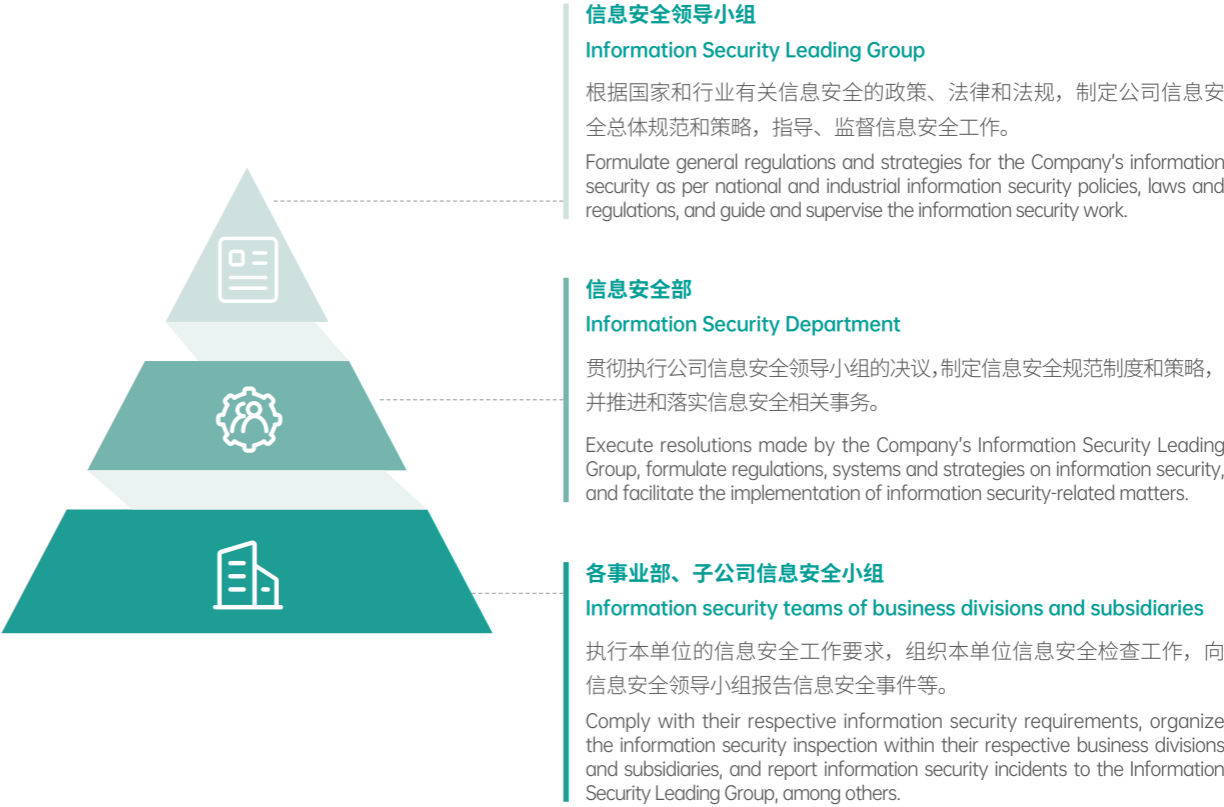 信息安全领导小组
Information Security Leading Group
根据国家和行业有关信息安全的政策、法律和法规，制定公司信息安
全总体规范和策略，指导、监督信息安全工作。
Formulate general regulations and strategies for the Company's information
security as per national and industrial information security policies, laws and
regulations, and guide and supervise the information security work.
信息安全部
Information Security Department
贯彻执行公司信息安全领导小组的决议，制定信息安全规范制度和策略，
并推进和落实信息安全相关事务。
Execute resolutions made by the Company's Information Security Leading
Group, formulate regulations, systems and strategies on information security,
and facilitate the implementation of information security-related matters.
各事业部、子公司信息安全小组
Information security teams of business divisions and subsidiaries
执行本单位的信息安全工作要求，组织本单位信息安全检查工作，向
信息安全领导小组报告信息安全事件等。
Comply with their respective information security requirements, organize
the information security inspection within their respective business divisions
and subsidiaries, and report information security incidents to the Information
Security Leading Group, among others.